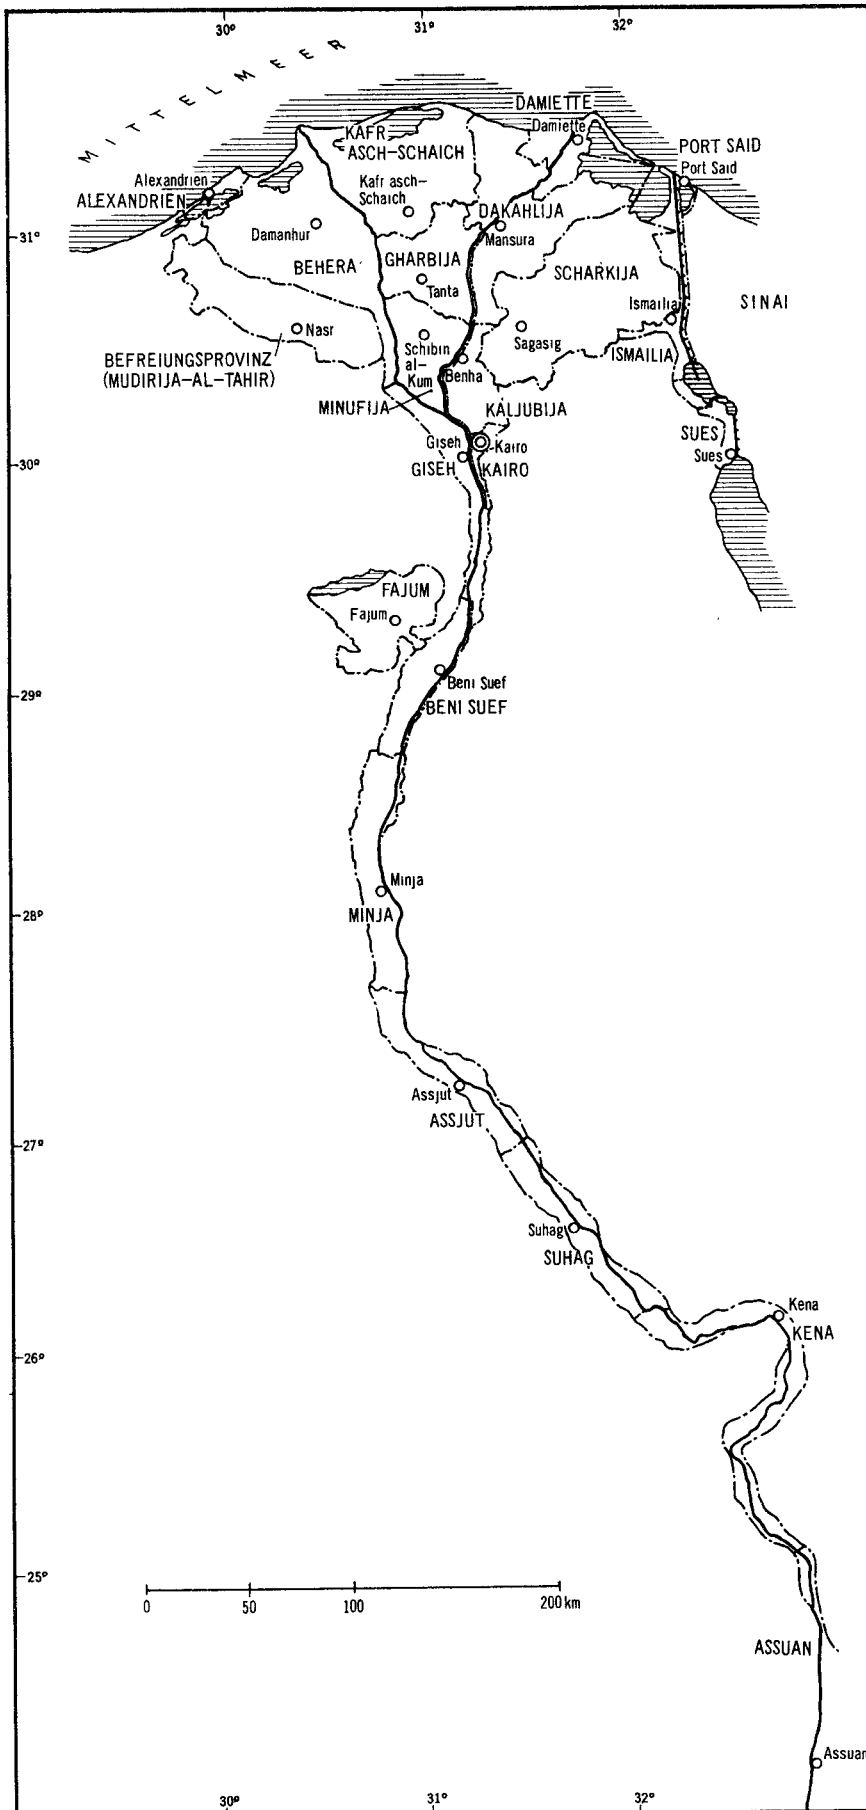 30° 31° 32°
MITTELMEER
DAMIETTE
Damiette
KAFR
ASCH–SCHAICH
PORT SAID
Port Said
Alexandrien
ALEXANDRIEN
Kafr asch-
Schaich
DAKAHLIJA
Mansura
Damanhur
31°
BEHERA
GHARBIJA
Tanta
SCHARKIJA
Ismailia
SINAI
Nasr
Schibin
al-
Kum
Sagasig
ISMAILIA
BEFREIUNGSPROVINZ
(MUDIRIJA–AL–TAHIR)
Benha
MINUFIJA
KALJUBIJA
SUES
Sues
Giseh
Kairo
30°
GISEH
KAIRO
FAJUM
Fajum
Beni Suef
29°
BENI SUEF
Minja
28°
MINJA
Assjut
ASSJUT
27°
Suhag
SUHAG
Kena
KENA
26°
25°
0 50 100 200 km
ASSUAN
Assuan
30° 31° 32°